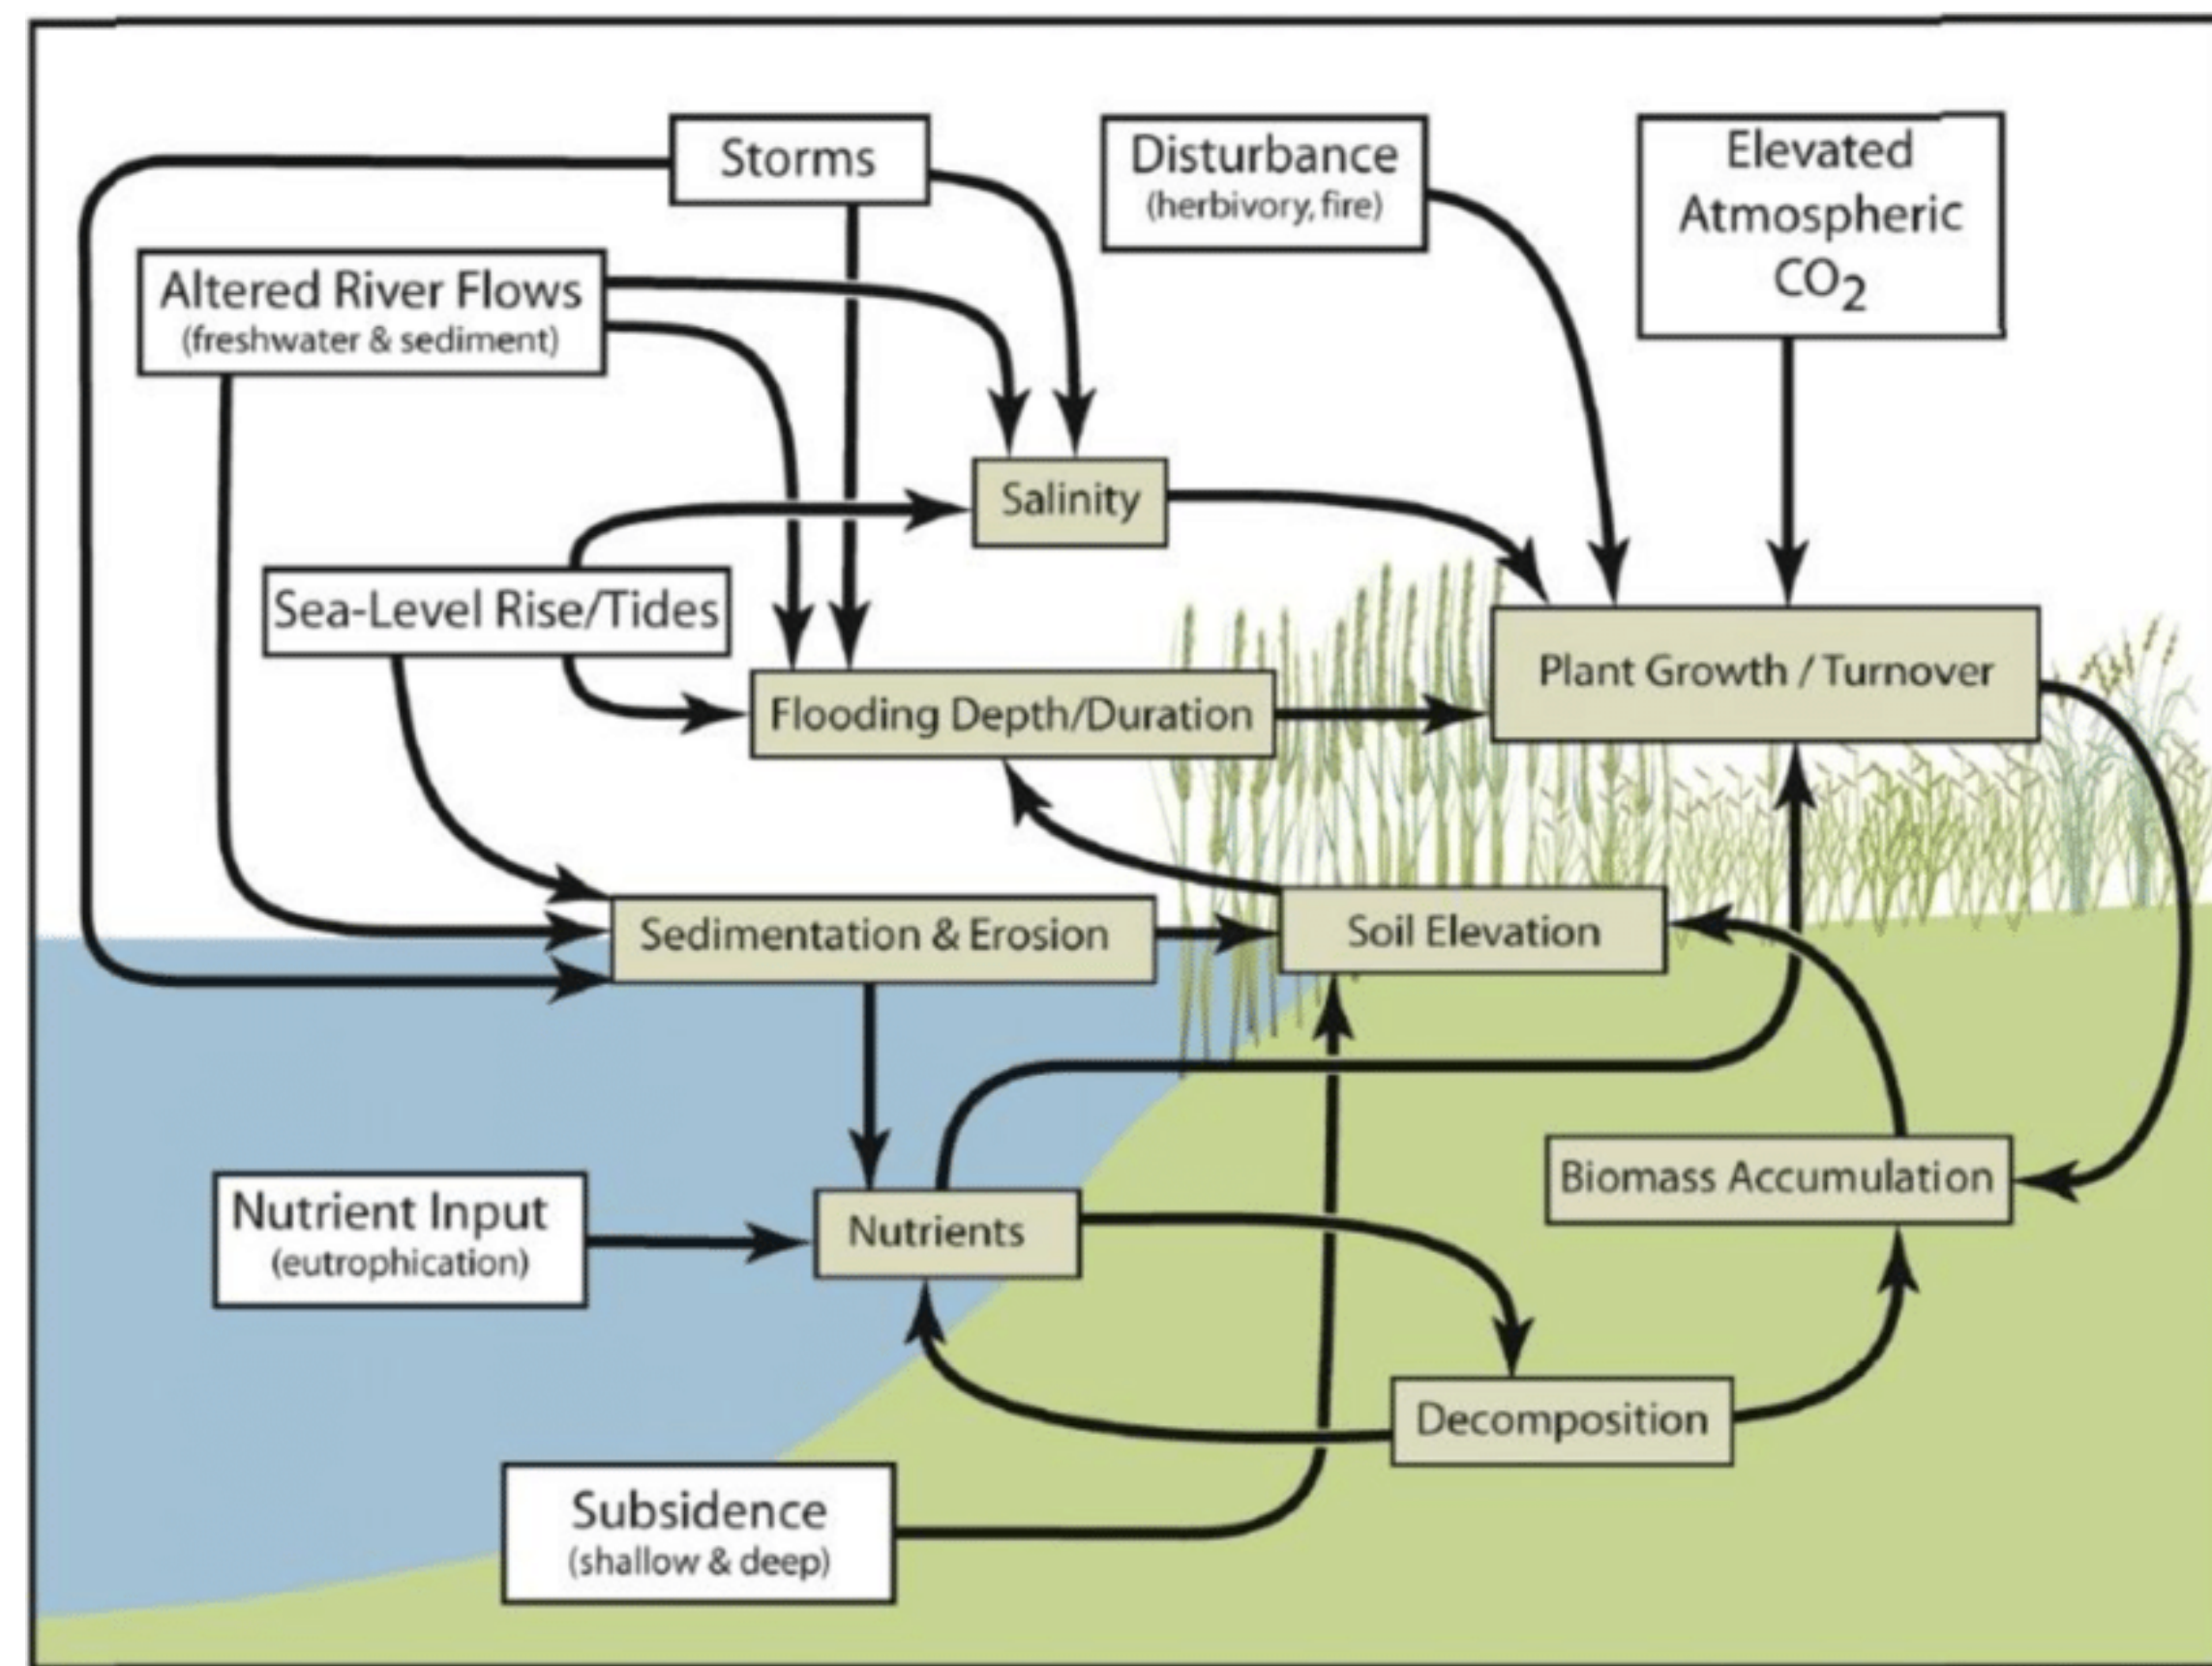 Storms
Disturbance
(herbivory, fire)
Elevated
Atmospheric
CO₂
Altered River Flows
(freshwater & sediment)
Salinity
Sea-Level Rise/Tides
Plant Growth / Turnover
Flooding Depth/Duration
Sedimentation & Erosion
Soil Elevation
Biomass Accumulation
Nutrient Input
(eutrophication)
Nutrients
Decomposition
Subsidence
(shallow & deep)